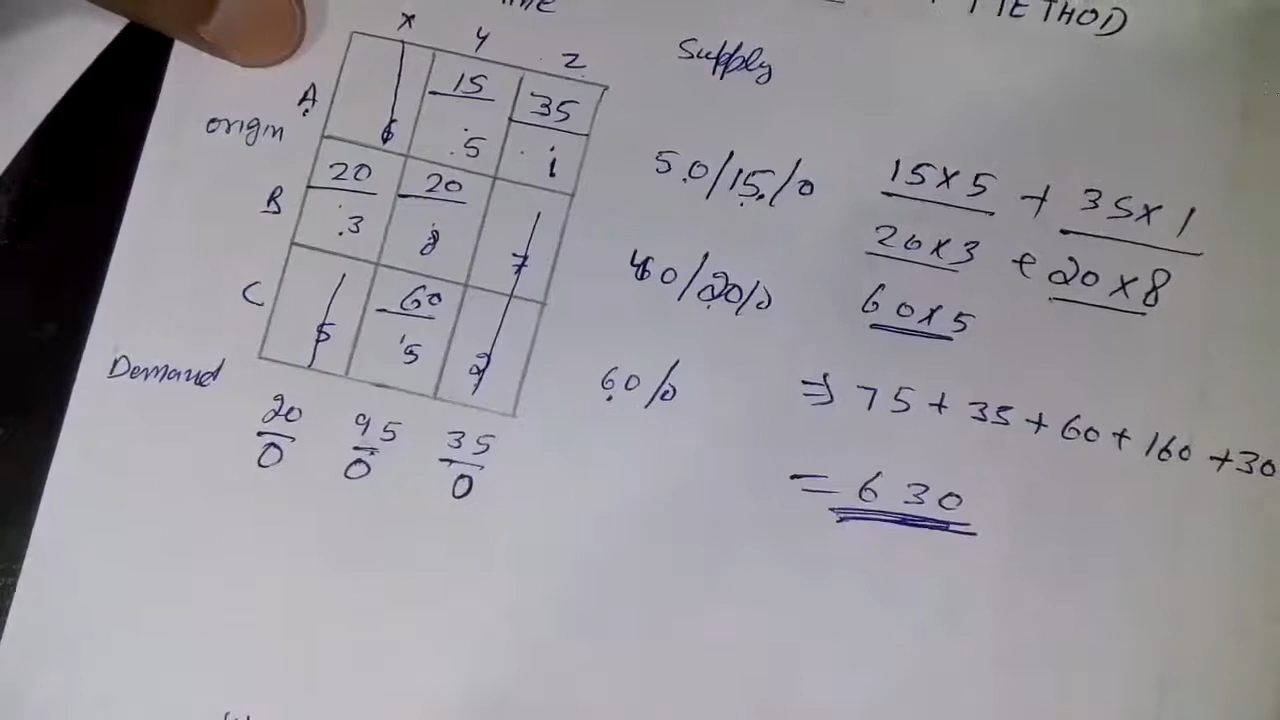 METHOD
x y z Supply
A 6 15 5 35 1 50/15/0
origin
B 20 3 20 8 7 40/20/0
C 5 60 5 2 60/0
Demand 20/0 95/0 35/0
15x5 + 35x1
20x3 + 20x8
60x5
⇒ 75 + 35 + 60 + 160 + 30
= 630